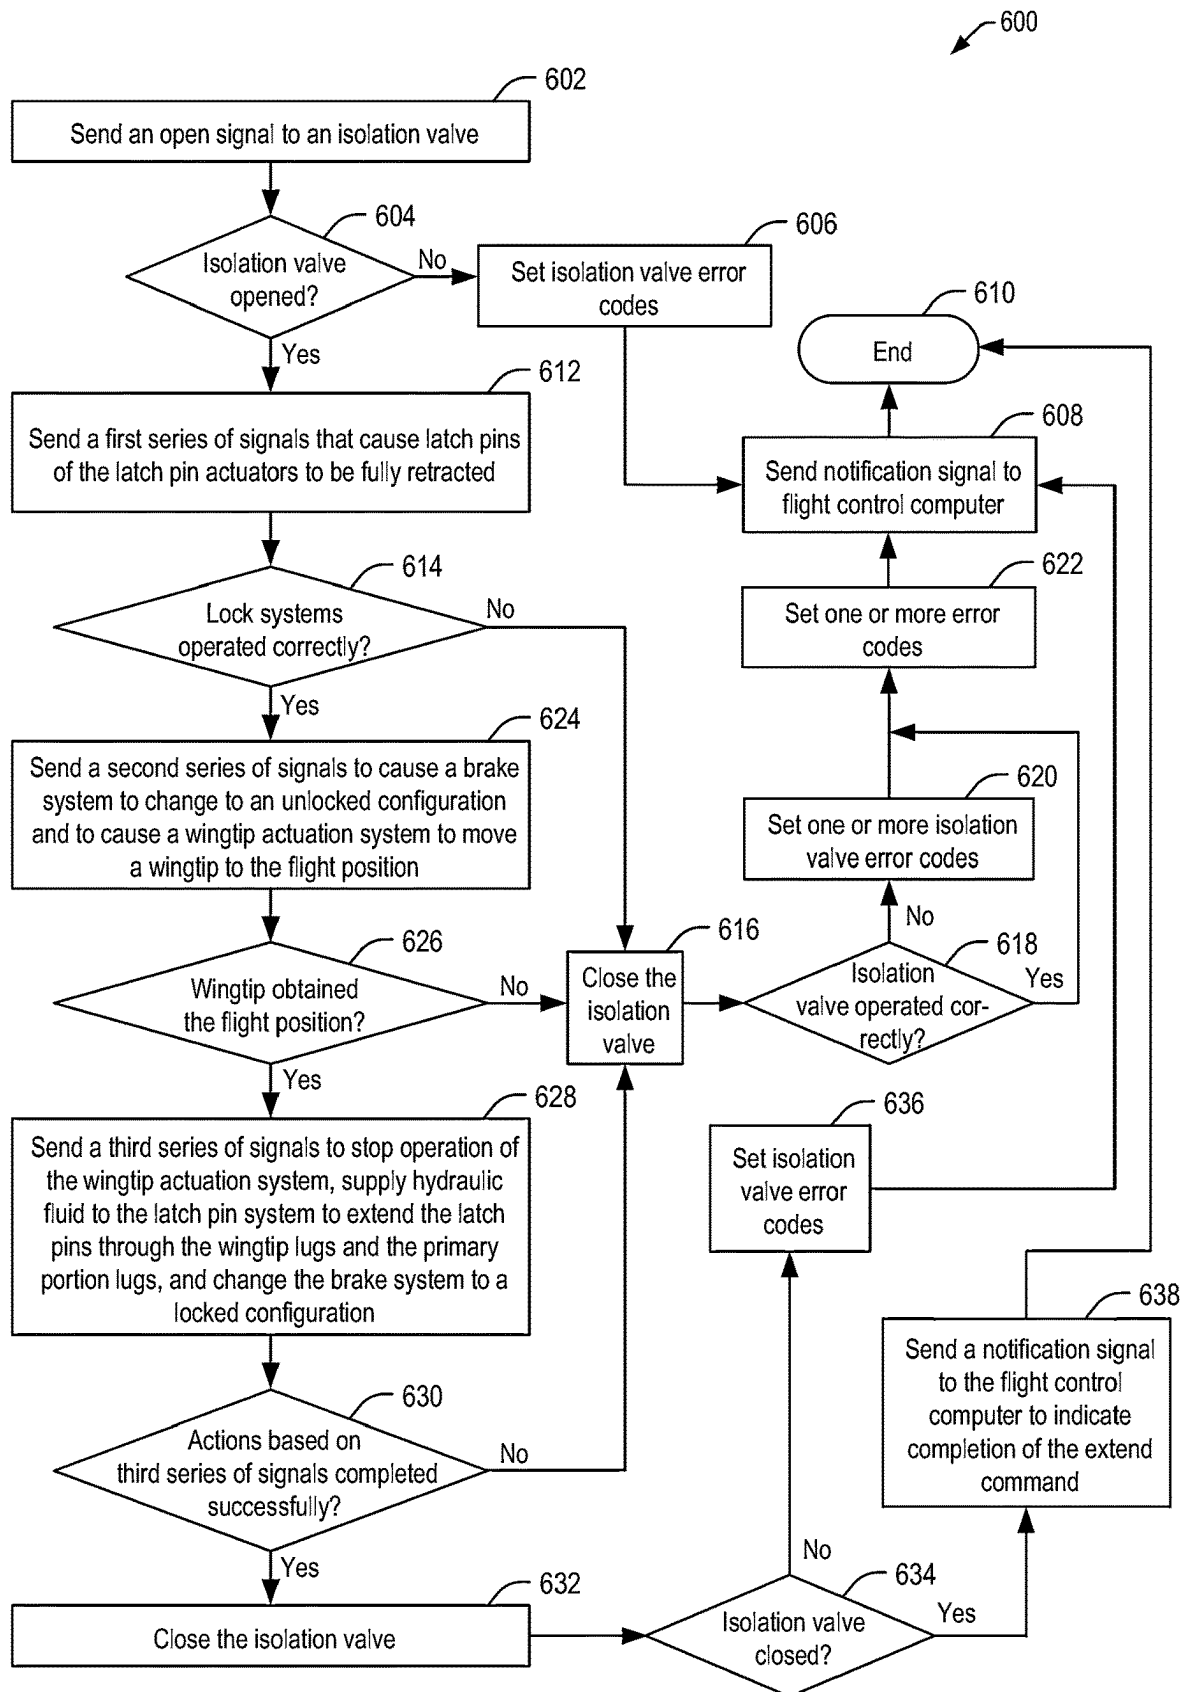 600
602
Send an open signal to an isolation valve
604
Isolation valve
opened?
No
Yes
606
Set isolation valve error
codes
610
End
612
Send a first series of signals that cause latch pins
of the latch pin actuators to be fully retracted
608
Send notification signal to
flight control computer
614
Lock systems
operated correctly?
No
Yes
622
Set one or more error
codes
624
Send a second series of signals to cause a brake
system to change to an unlocked configuration
and to cause a wingtip actuation system to move
a wingtip to the flight position
620
Set one or more isolation
valve error codes
No
626
Wingtip obtained
the flight position?
No
Yes
616
Close the
isolation
valve
618
Isolation
valve operated cor-
rectly?
Yes
628
Send a third series of signals to stop operation of
the wingtip actuation system, supply hydraulic
fluid to the latch pin system to extend the latch
pins through the wingtip lugs and the primary
portion lugs, and change the brake system to a
locked configuration
636
Set isolation
valve error
codes
638
Send a notification signal
to the flight control
computer to indicate
completion of the extend
command
630
Actions based on
third series of signals completed
successfully?
No
Yes
632
Close the isolation valve
634
Isolation valve
closed?
No
Yes